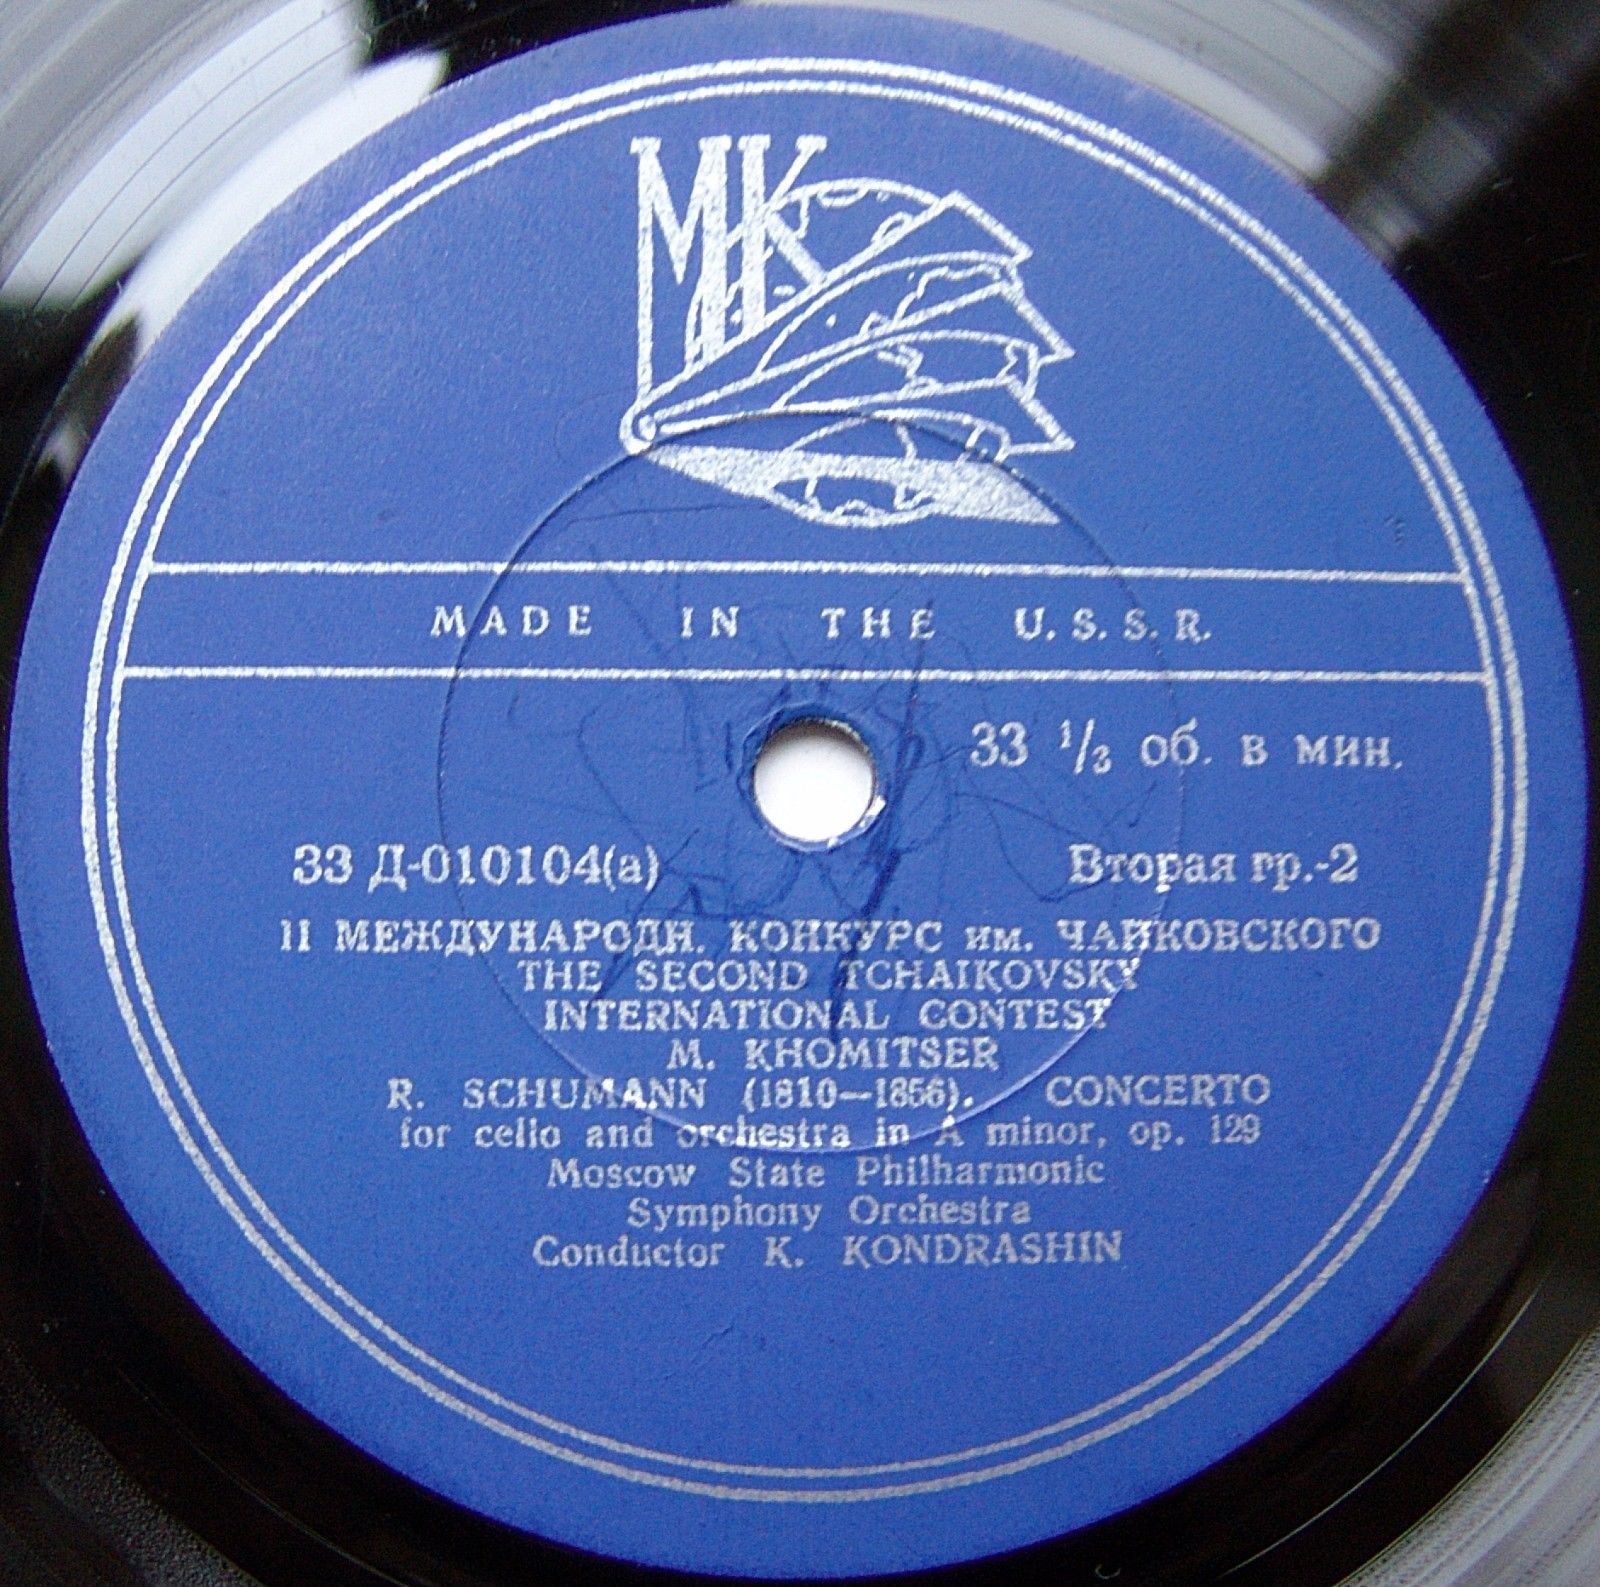 МК
MADE IN THE U.S.S.R.
33 1/3 об. в мин.
33 Д-010104(а) Вторая гр.-2
II МЕЖДУНАРОДН. КОНКУРС им. ЧАЙКОВСКОГО
THE SECOND TCHAIKOVSKY
INTERNATIONAL CONTEST
M. KHOMITSER
R. SCHUMANN (1810—1856). CONCERTO
for cello and orchestra in A minor, op. 129
Moscow State Philharmonic
Symphony Orchestra
Conductor K. KONDRASHIN